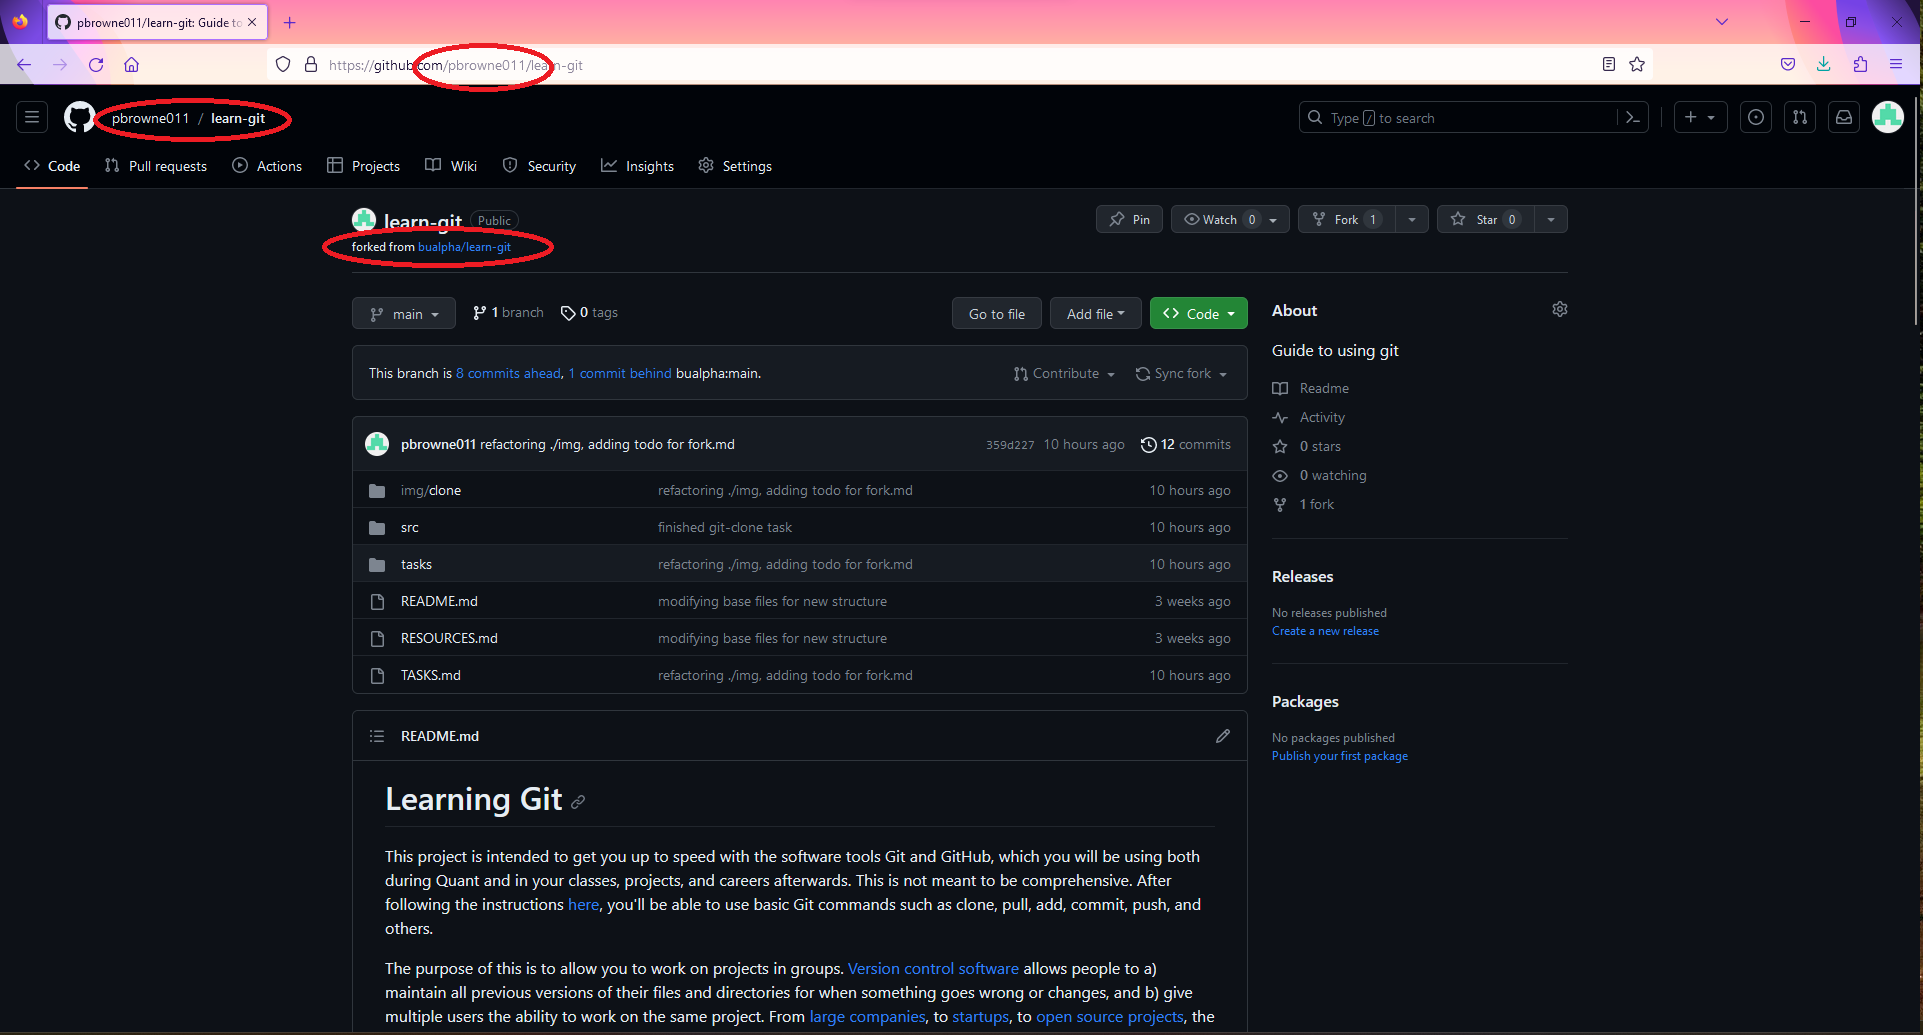 pbrowne011/learn-git: Guide to
https://github.com/pbrowne011/learn-git
pbrowne011 / learn-git
Type / to search
Code Pull requests Actions Projects Wiki Security Insights Settings
learn-git Public
Pin Watch 0 Fork 1 Star 0
forked from bualpha/learn-git
main 1 branch 0 tags Go to file Add file Code
This branch is 8 commits ahead, 1 commit behind bualpha:main. Contribute Sync fork
pbrowne011 refactoring ./img, adding todo for fork.md 359d227 10 hours ago 12 commits
img/clone refactoring ./img, adding todo for fork.md 10 hours ago
src finished git-clone task 10 hours ago
tasks refactoring ./img, adding todo for fork.md 10 hours ago
README.md modifying base files for new structure 3 weeks ago
RESOURCES.md modifying base files for new structure 3 weeks ago
TASKS.md refactoring ./img, adding todo for fork.md 10 hours ago
README.md
Learning Git
This project is intended to get you up to speed with the software tools Git and GitHub, which you will be using both
during Quant and in your classes, projects, and careers afterwards. This is not meant to be comprehensive. After
following the instructions here, you'll be able to use basic Git commands such as clone, pull, add, commit, push, and
others.
The purpose of this is to allow you to work on projects in groups. Version control software allows people to a)
maintain all previous versions of their files and directories for when something goes wrong or changes, and b) give
multiple users the ability to work on the same project. From large companies, to startups, to open source projects, the
About
Guide to using git
Readme
Activity
0 stars
0 watching
1 fork
Releases
No releases published
Create a new release
Packages
No packages published
Publish your first package